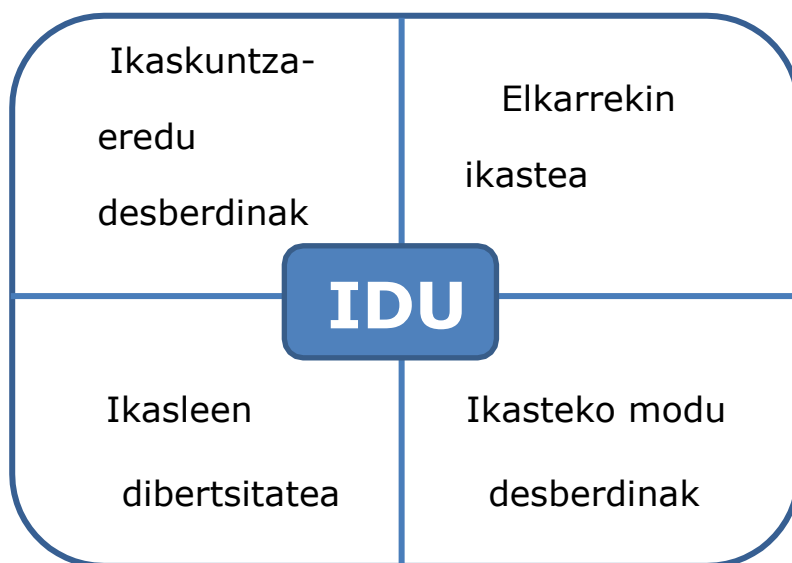 Ikaskuntza-
eredu
desberdinak
Elkarrekin
ikastea
IDU
Ikasleen
dibertsitatea
Ikasteko modu
desberdinak